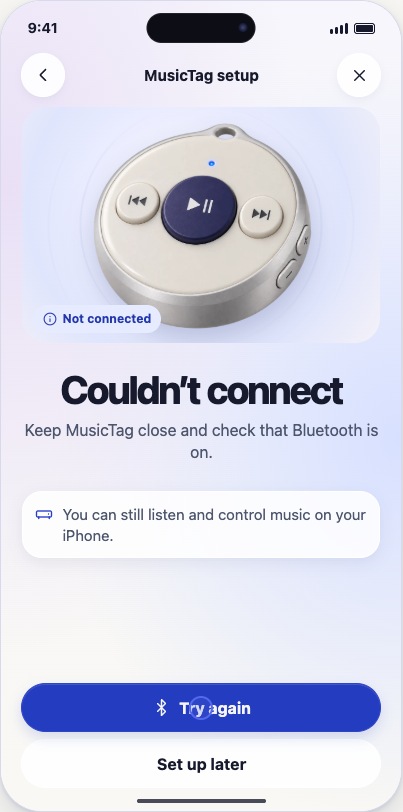 9:41
MusicTag setup
Not connected
Couldn’t connect
Keep MusicTag close and check that Bluetooth is
on.
You can still listen and control music on your
iPhone.
Try again
Set up later